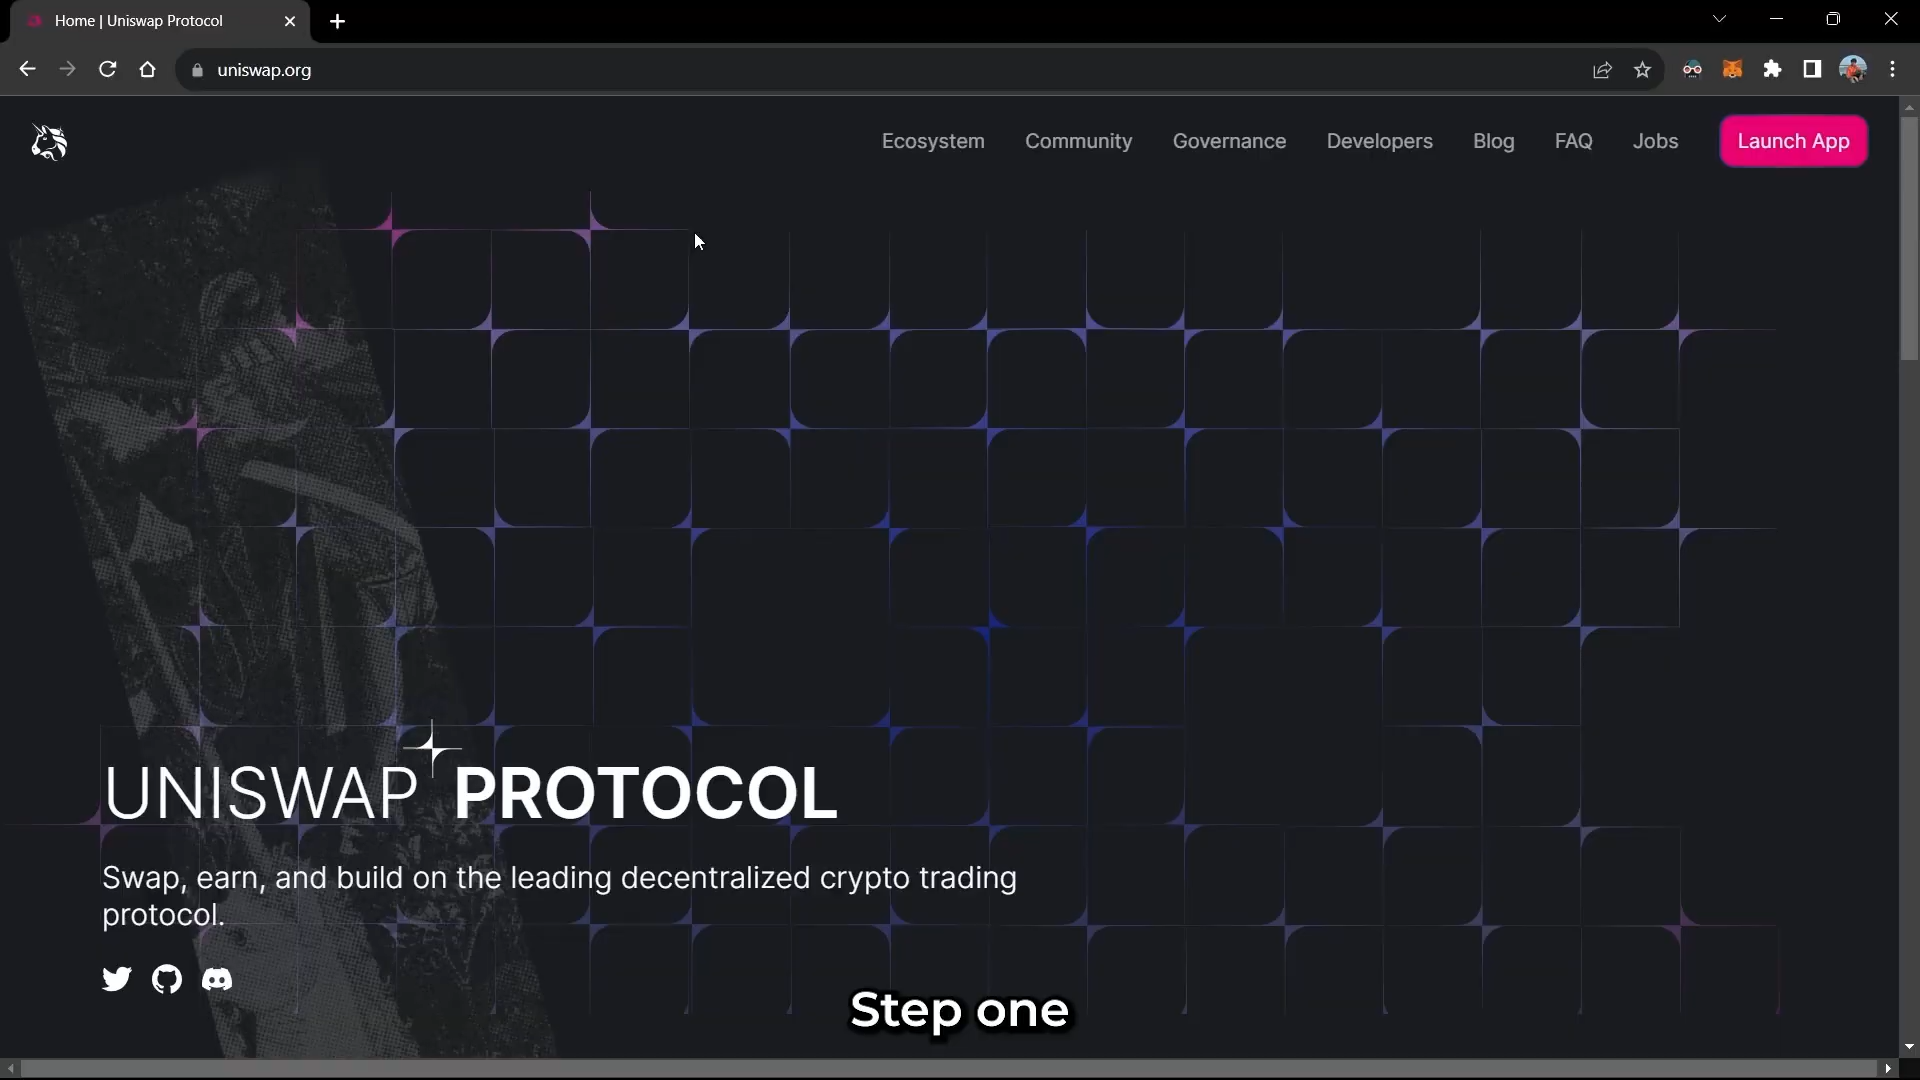 Home | Uniswap Protocol
uniswap.org
Ecosystem Community Governance Developers Blog FAQ Jobs Launch App
UNISWAP PROTOCOL
Swap, earn, and build on the leading decentralized crypto trading
protocol.
Step one